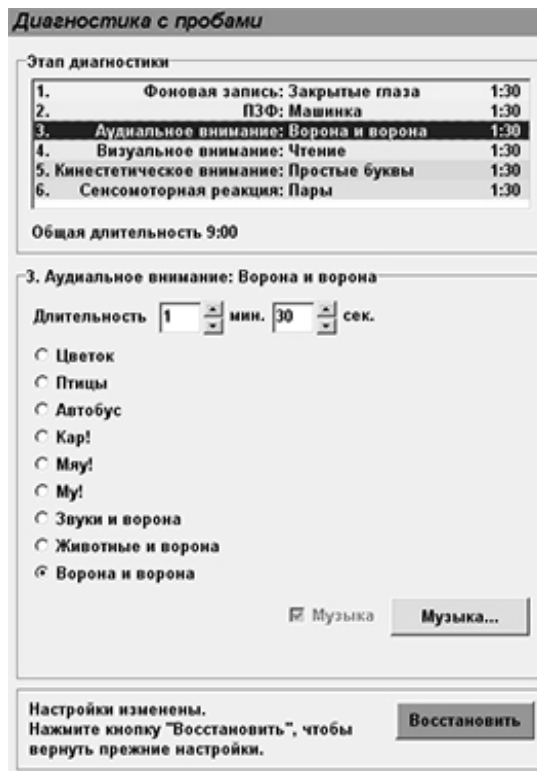 Диагностика с пробами
Этап диагностики
1. Фоновая запись: Закрытые глаза 1:30
2. ПЗФ: Машинка 1:30
3. Аудиальное внимание: Ворона и ворона 1:30
4. Визуальное внимание: Чтение 1:30
5. Кинестетическое внимание: Простые буквы 1:30
6. Сенсомоторная реакция: Пары 1:30
Общая длительность 9:00
3. Аудиальное внимание: Ворона и ворона
Длительность 1 мин. 30 сек.
Цветок
Птицы
Автобус
Кар!
Мяу!
Му!
Звуки и ворона
Животные и ворона
Ворона и ворона
Музыка Музыка...
Настройки изменены.
Нажмите кнопку "Восстановить", чтобы
вернуть прежние настройки.
Восстановить